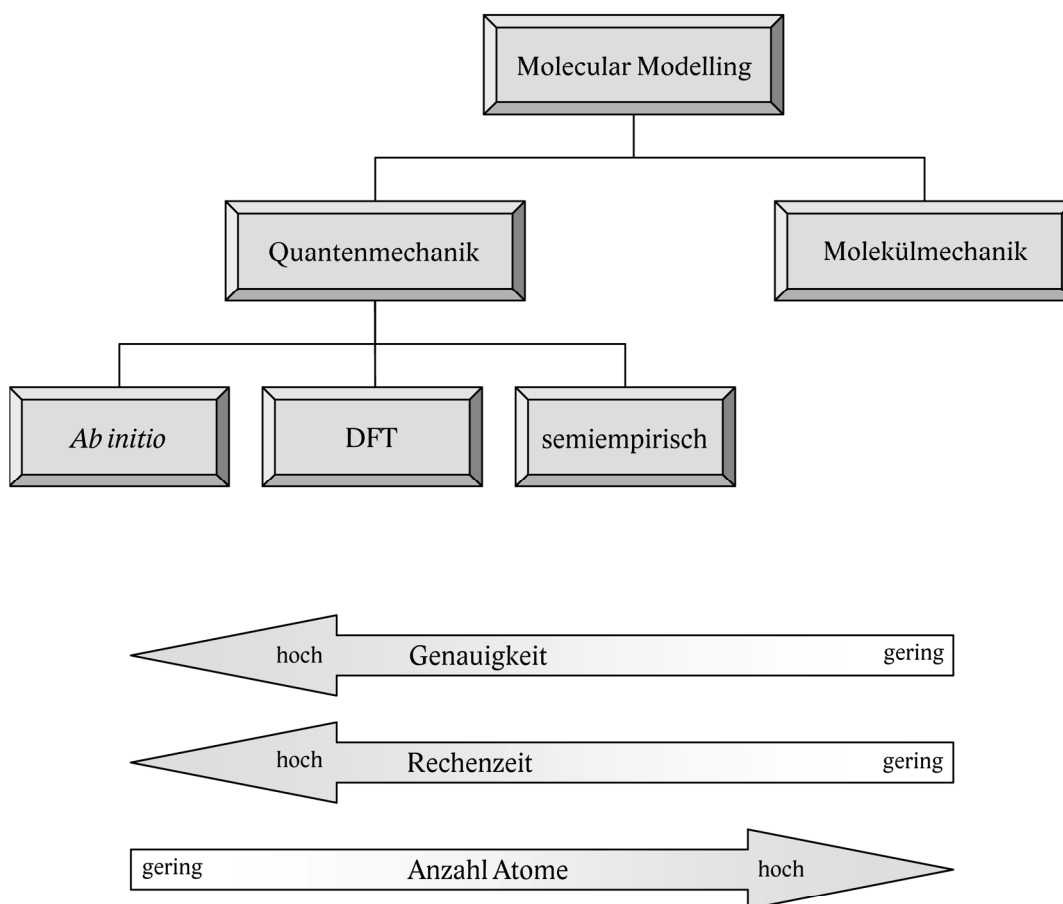 Molecular Modelling
Quantenmechanik
Molekülmechanik
Ab initio
DFT
semiempirisch
hoch Genauigkeit gering
hoch Rechenzeit gering
gering Anzahl Atome hoch